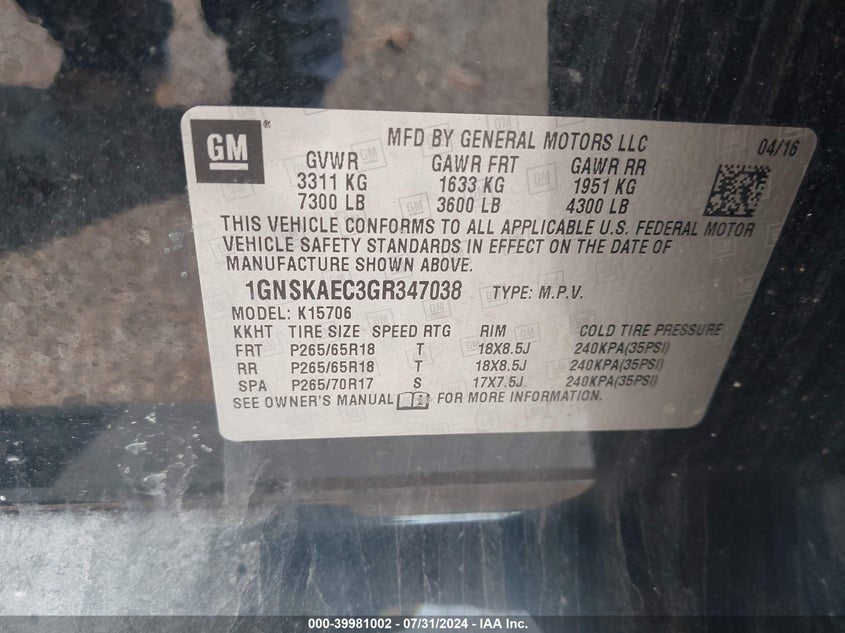 GM®
MFD BY GENERAL MOTORS LLC 04/16
GVWR GAWR FRT GAWR RR
3311 KG 1633 KG 1951 KG
7300 LB 3600 LB 4300 LB
THIS VEHICLE CONFORMS TO ALL APPLICABLE U.S. FEDERAL MOTOR
VEHICLE SAFETY STANDARDS IN EFFECT ON THE DATE OF
MANUFACTURE SHOWN ABOVE.
1GNSKAEC3GR347038 TYPE: M.P.V.
MODEL: K15706
KKHT TIRE SIZE SPEED RTG RIM COLD TIRE PRESSURE
FRT P265/65R18 T 18X8.5J 240KPA(35PSI)
RR P265/65R18 T 18X8.5J 240KPA(35PSI)
SPA P265/70R17 S 17X7.5J 240KPA(35PSI)
SEE OWNER'S MANUAL FOR MORE INFORMATION.
000-39981002 / 07/31/2024 - IAA Inc.